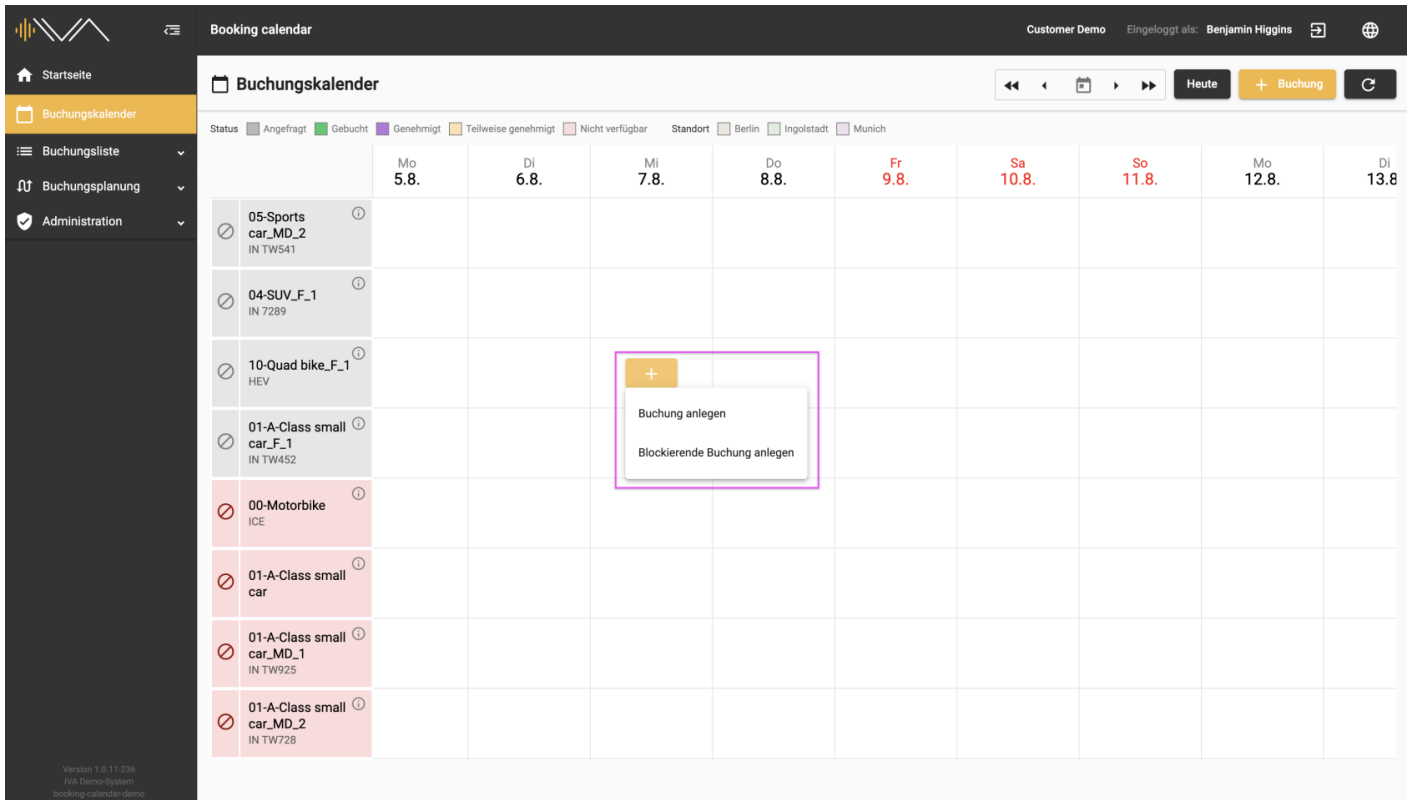 IVA
Booking calendar
Customer Demo Eingeloggt als: Benjamin Higgins
Startseite
Buchungskalender
Buchungsliste
Buchungsplanung
Administration
Buchungskalender
Heute
+ Buchung
Status Angefragt Gebucht Genehmigt Teilweise genehmigt Nicht verfügbar Standort Berlin Ingolstadt Munich
Mo Di Mi Do Fr Sa So Mo Di
5.8. 6.8. 7.8. 8.8. 9.8. 10.8. 11.8. 12.8. 13.8
05-Sports
car_MD_2
IN TW541
04-SUV_F_1
IN 7289
10-Quad bike_F_1
HEV
+
Buchung anlegen
Blockierende Buchung anlegen
01-A-Class small
car_F_1
IN TW452
00-Motorbike
ICE
01-A-Class small
car
01-A-Class small
car_MD_1
IN TW925
01-A-Class small
car_MD_2
IN TW728
Version 1.0.11-236
IVA Demo-System
booking-calendar-demo